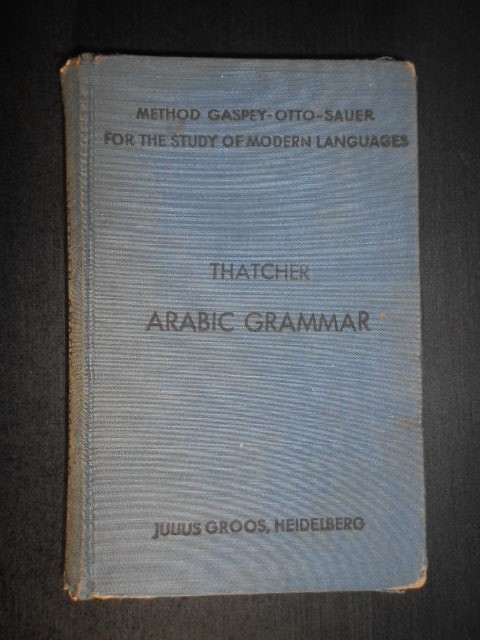 METHOD GASPEY-OTTO-SAUER
FOR THE STUDY OF MODERN LANGUAGES
THATCHER
ARABIC GRAMMAR
JULIUS GROOS, HEIDELBERG